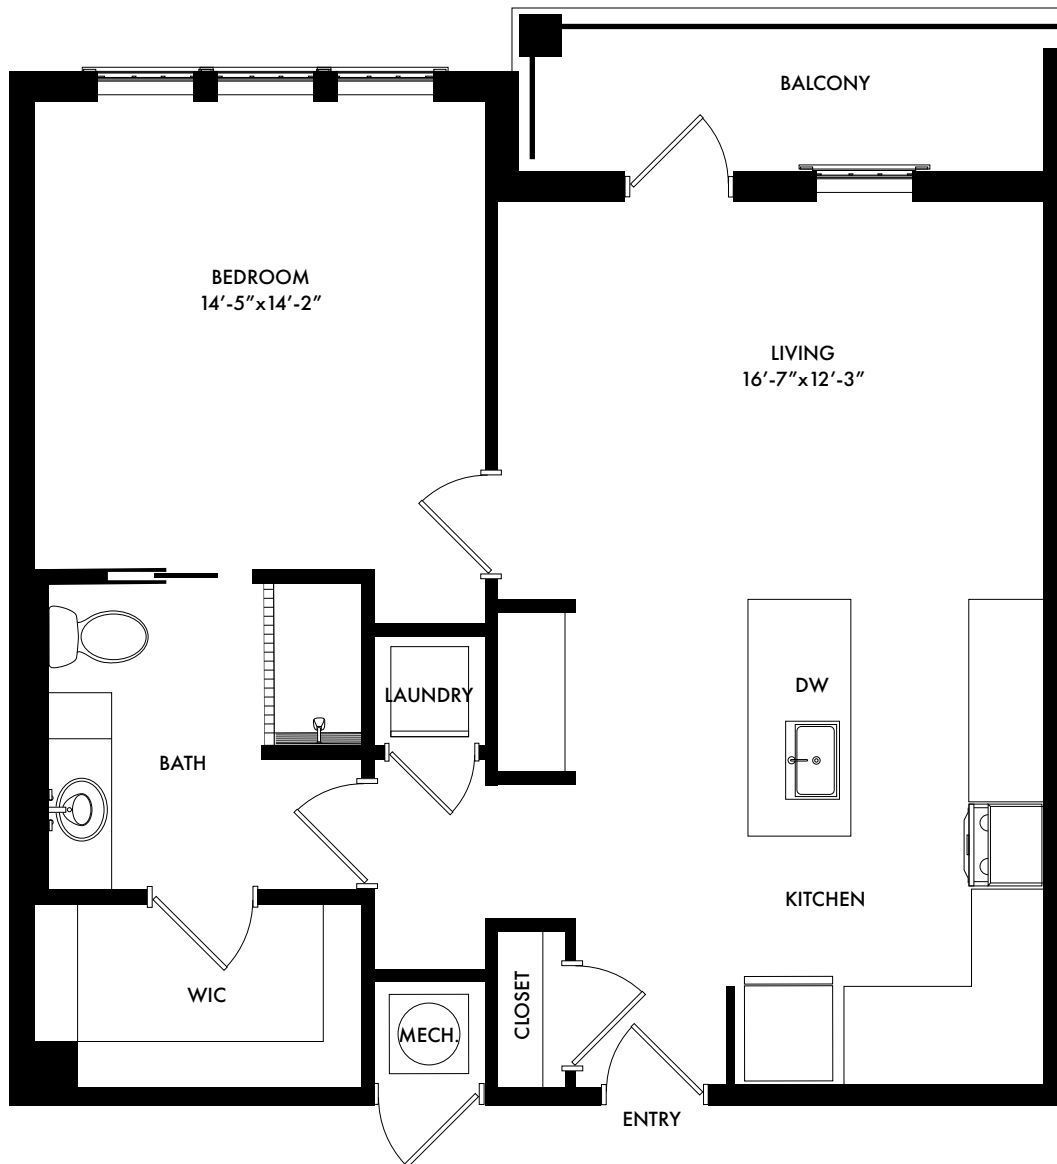 BALCONY
BEDROOM
14′-5″x14′-2″
LIVING
16′-7″x12′-3″
LAUNDRY
DW
BATH
KITCHEN
WIC
CLOSET
MECH.
ENTRY